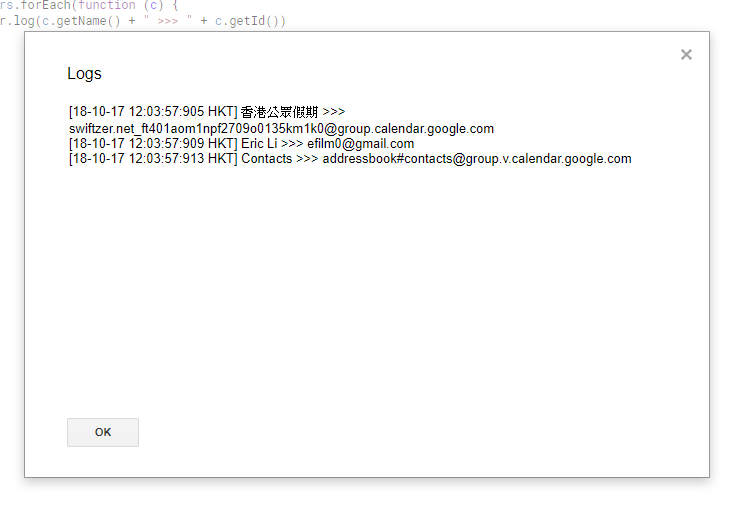 rs.forEach(function (c) {
r.log(c.getName() + " >>> " + c.getId())
Logs
[18-10-17 12:03:57:905 HKT] 香港公眾假期 >>>
swiftzer.net_ft401aom1npf2709o0135km1k0@group.calendar.google.com
[18-10-17 12:03:57:909 HKT] Eric Li >>> efilm0@gmail.com
[18-10-17 12:03:57:913 HKT] Contacts >>> addressbook#contacts@group.v.calendar.google.com
OK